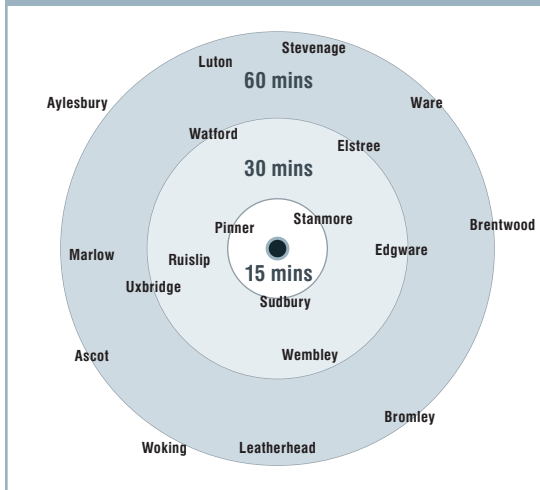 Stevenage
Luton
60 mins
Aylesbury
Ware
Watford
Elstree
30 mins
Stanmore
Pinner
Brentwood
Edgware
Marlow
Ruislip
15 mins
Uxbridge
Sudbury
Wembley
Ascot
Bromley
Woking
Leatherhead